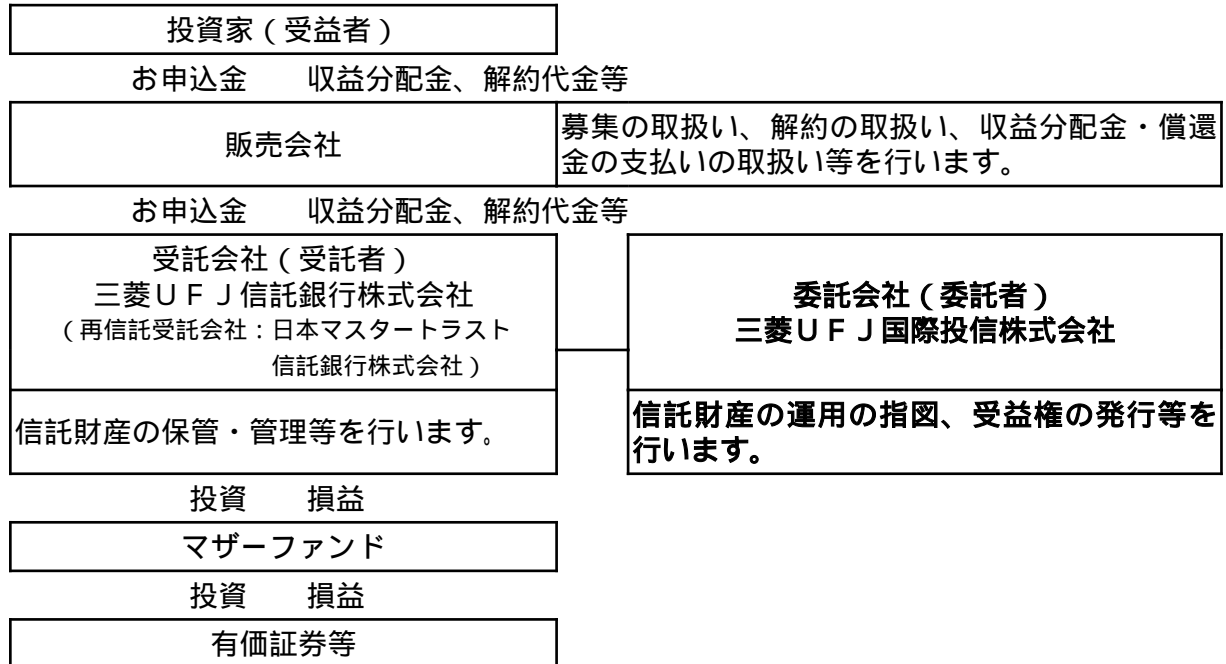 投資家（受益者）
お申込金　　収益分配金、解約代金等
販売会社
募集の取扱い、解約の取扱い、収益分配金・償還
金の支払いの取扱い等を行います。
お申込金　　収益分配金、解約代金等
受託会社（受託者）
三菱ＵＦＪ信託銀行株式会社
（再信託受託会社：日本マスタートラスト
信託銀行株式会社）
委託会社（委託者）
三菱ＵＦＪ国際投信株式会社
信託財産の保管・管理等を行います。
信託財産の運用の指図、受益権の発行等を
行います。
投資　　損益
マザーファンド
投資　　損益
有価証券等